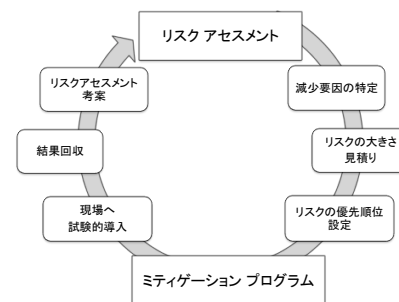 リスク アセスメント
減少要因の特定
リスクの大きさ
見積り
リスクの優先順位
設定
ミティゲーション プログラム
現場へ
試験的導入
結果回収
リスクアセスメント
考案